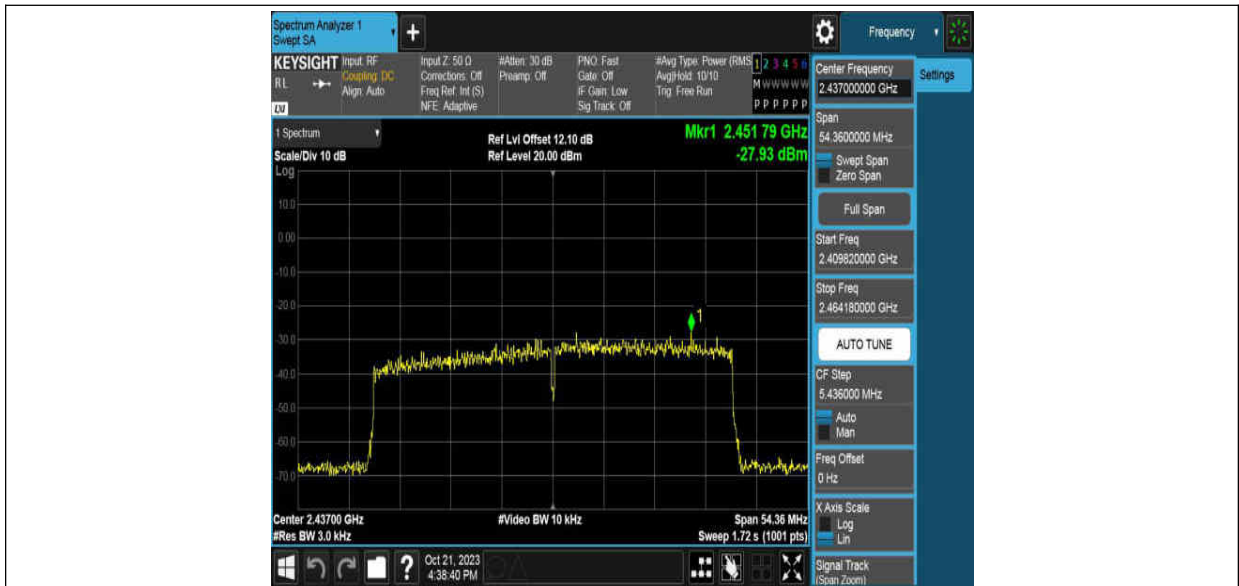 Spectrum Analyzer 1
Swept SA
Frequency
KEYSIGHT
RL
LXI
Input: RF
Coupling: DC
Align: Auto
Input Z: 50 Ω
Corrections: Off
Freq Ref: Int (S)
NFE: Adaptive
#Atten: 30 dB
Preamp: Off
PNO: Fast
Gate: Off
IF Gain: Low
Sig Track: Off
#Avg Type: Power (RMS
Avg|Hold: 10/10
Trig: Free Run
1 2 3 4 5 6
M W W W W W
P P P P P P
1 Spectrum
Scale/Div 10 dB
Log
Ref Lvl Offset 12.10 dB
Ref Level 20.00 dBm
Mkr1 2.451 79 GHz
-27.93 dBm
10.0
0.00
-10.0
-20.0
-30.0
-40.0
-50.0
-60.0
-70.0
1
Center 2.43700 GHz
#Res BW 3.0 kHz
#Video BW 10 kHz
Span 54.36 MHz
Sweep 1.72 s (1001 pts)
Oct 21, 2023
4:38:40 PM
Center Frequency
2.437000000 GHz
Settings
Span
54.3600000 MHz
Swept Span
Zero Span
Full Span
Start Freq
2.409820000 GHz
Stop Freq
2.464180000 GHz
AUTO TUNE
CF Step
5.436000 MHz
Auto
Man
Freq Offset
0 Hz
X Axis Scale
Log
Lin
Signal Track
(Span Zoom)